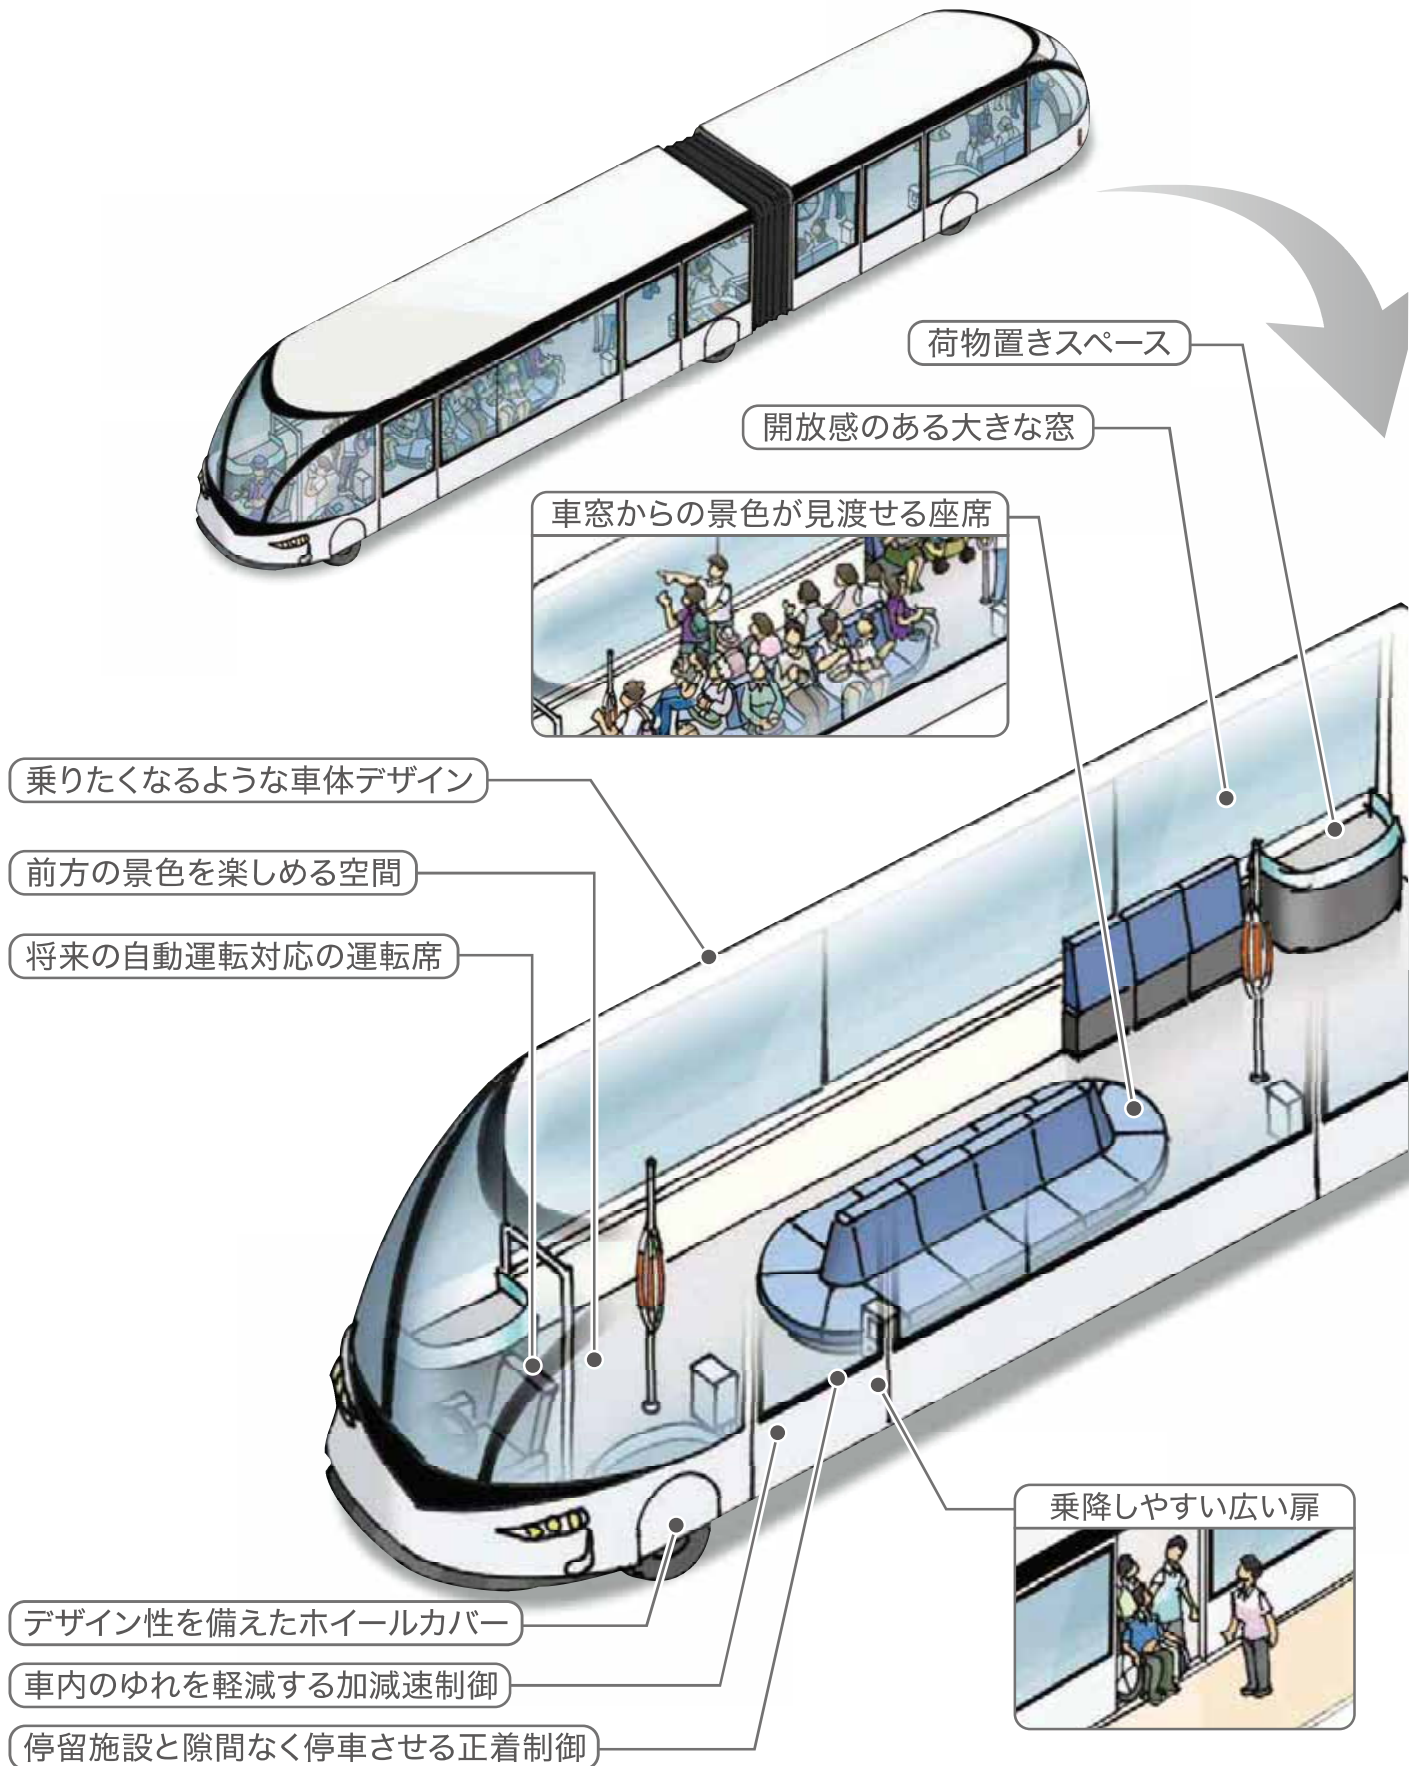 荷物置きスペース
開放感のある大きな窓
車窓からの景色が見渡せる座席
乗りたくなるような車体デザイン
前方の景色を楽しめる空間
将来の自動運転対応の運転席
乗降しやすい広い扉
デザイン性を備えたホイールカバー
車内のゆれを軽減する加減速制御
停留施設と隙間なく停車させる正着制御